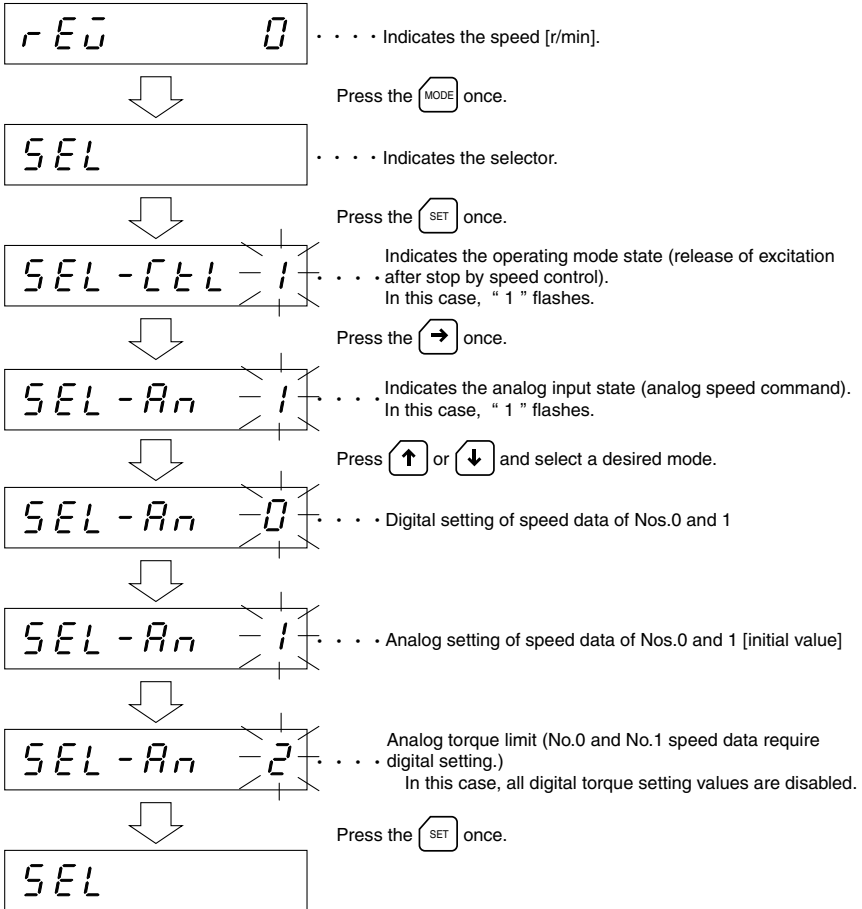 rEv 0 ････Indicates the speed [r/min].
Press the MODE once.
SEL ････Indicates the selector.
Press the SET once.
SEL-CtL 1 ････Indicates the operating mode state (release of excitation
after stop by speed control).
In this case, “ 1 ” flashes.
Press the → once.
SEL-An 1 ････Indicates the analog input state (analog speed command).
In this case, “ 1 ” flashes.
Press ↑ or ↓ and select a desired mode.
SEL-An 0 ････Digital setting of speed data of Nos.0 and 1
SEL-An 1 ････Analog setting of speed data of Nos.0 and 1 [initial value]
SEL-An 2 ････Analog torque limit (No.0 and No.1 speed data require
digital setting.)
In this case, all digital torque setting values are disabled.
Press the SET once.
SEL